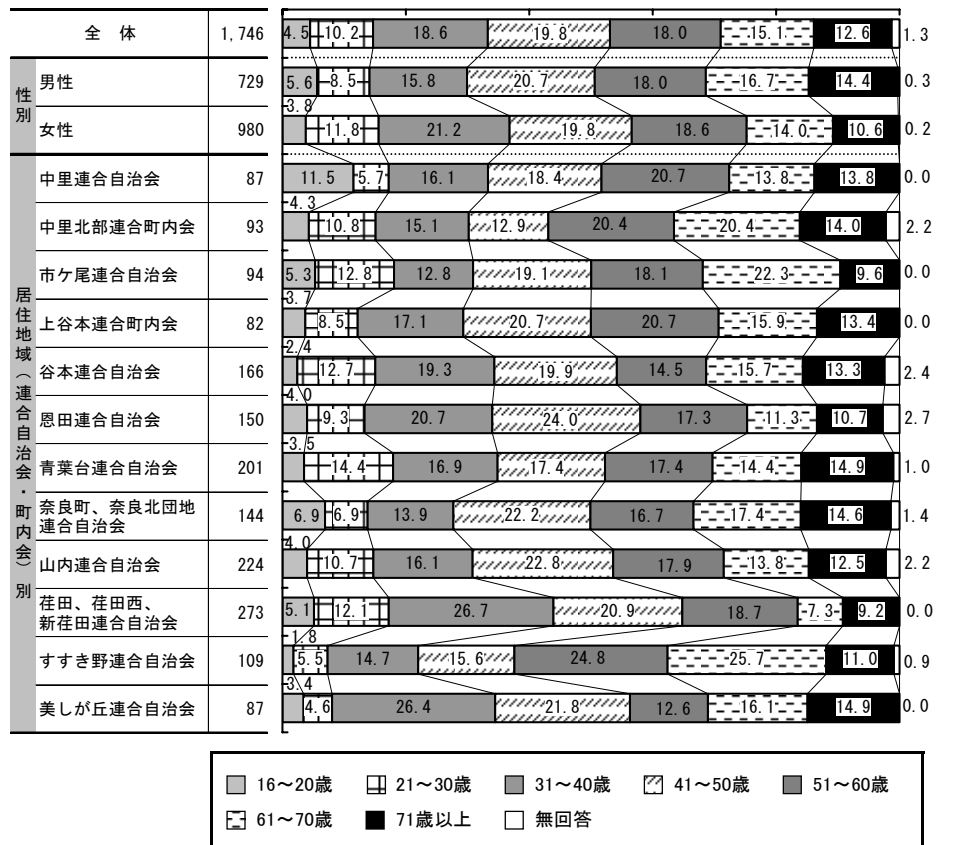 全　体 1,746 4.5 10.2 18.6 19.8 18.0 15.1 12.6 1.3
性別
男性 729 5.6 8.5 15.8 20.7 18.0 16.7 14.4 0.3
女性 980 3.8 11.8 21.2 19.8 18.6 14.0 10.6 0.2
居住地域（連合自治会・町内会）別
中里連合自治会 87 11.5 5.7 16.1 18.4 20.7 13.8 13.8 0.0
中里北部連合町内会 93 4.3 10.8 15.1 12.9 20.4 20.4 14.0 2.2
市ケ尾連合自治会 94 5.3 12.8 12.8 19.1 18.1 22.3 9.6 0.0
上谷本連合町内会 82 3.7 8.5 17.1 20.7 20.7 15.9 13.4 0.0
谷本連合自治会 166 2.4 12.7 19.3 19.9 14.5 15.7 13.3 2.4
恩田連合自治会 150 4.0 9.3 20.7 24.0 17.3 11.3 10.7 2.7
青葉台連合自治会 201 3.5 14.4 16.9 17.4 17.4 14.4 14.9 1.0
奈良町、奈良北団地
連合自治会 144 6.9 6.9 13.9 22.2 16.7 17.4 14.6 1.4
山内連合自治会 224 4.0 10.7 16.1 22.8 17.9 13.8 12.5 2.2
荏田、荏田西、
新荏田連合自治会 273 5.1 12.1 26.7 20.9 18.7 7.3 9.2 0.0
すすき野連合自治会 109 1.8 5.5 14.7 15.6 24.8 25.7 11.0 0.9
美しが丘連合自治会 87 3.4 4.6 26.4 21.8 12.6 16.1 14.9 0.0
16～20歳 21～30歳 31～40歳 41～50歳 51～60歳
61～70歳 71歳以上 無回答